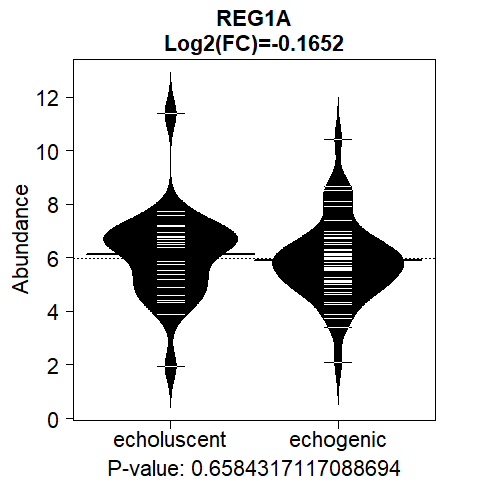 REG1A
Log2(FC)=-0.1652
Abundance
12
10
8
6
4
2
0
echoluscent echogenic
P-value: 0.6584317117088694